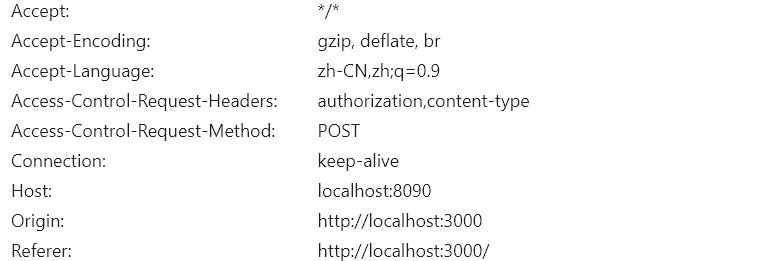 Accept: */*
Accept-Encoding: gzip, deflate, br
Accept-Language: zh-CN,zh;q=0.9
Access-Control-Request-Headers: authorization,content-type
Access-Control-Request-Method: POST
Connection: keep-alive
Host: localhost:8090
Origin: http://localhost:3000
Referer: http://localhost:3000/